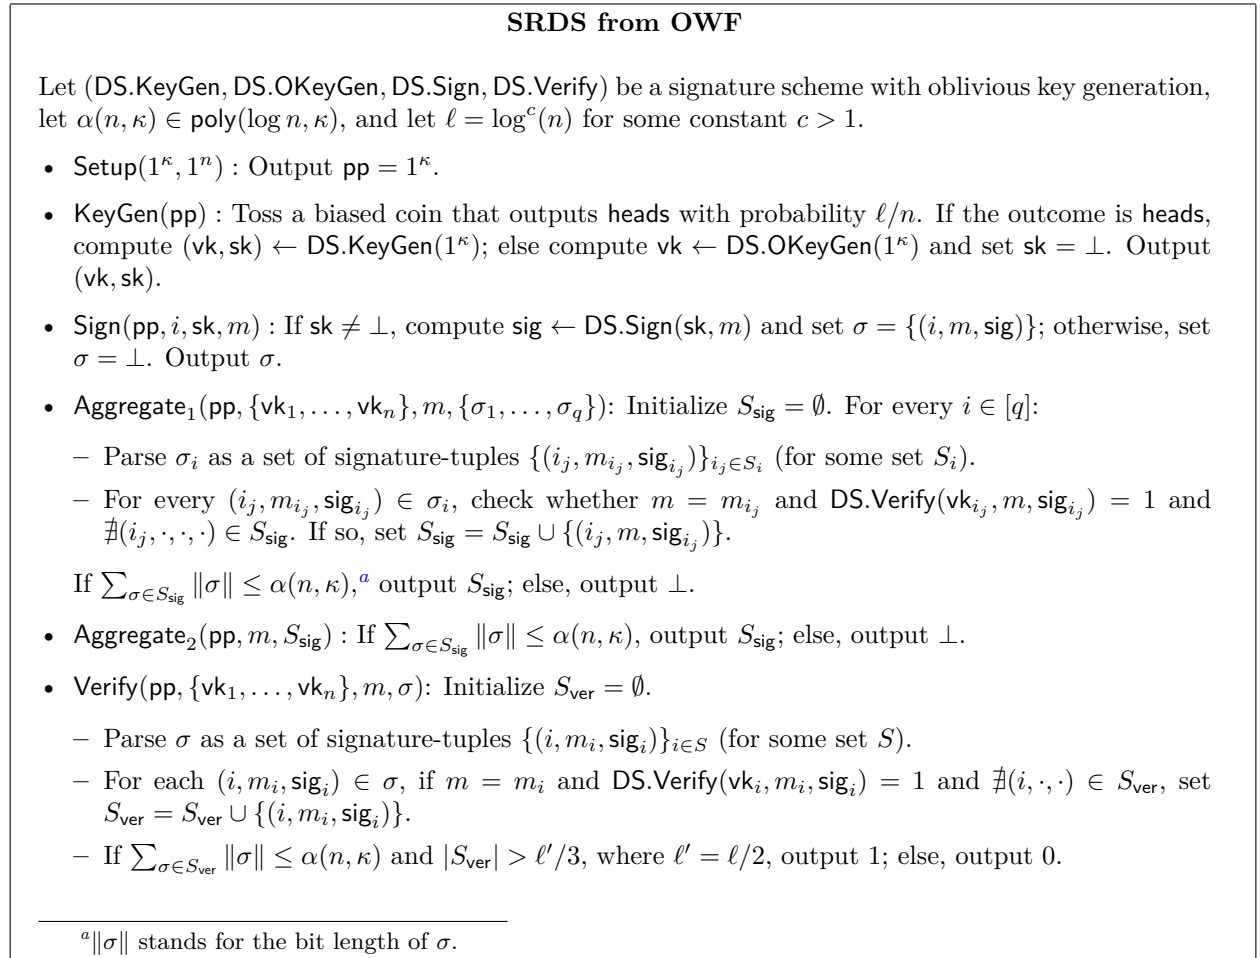 SRDS from OWF
Let (DS.KeyGen, DS.OKeyGen, DS.Sign, DS.Verify) be a signature scheme with oblivious key generation,
let α(n, κ) ∈ poly(log n, κ), and let ℓ = log^c(n) for some constant c > 1.
• Setup(1^κ, 1^n) : Output pp = 1^κ.
• KeyGen(pp) : Toss a biased coin that outputs heads with probability ℓ/n. If the outcome is heads,
compute (vk, sk) ← DS.KeyGen(1^κ); else compute vk ← DS.OKeyGen(1^κ) and set sk = ⊥. Output
(vk, sk).
• Sign(pp, i, sk, m) : If sk ≠ ⊥, compute sig ← DS.Sign(sk, m) and set σ = {(i, m, sig)}; otherwise, set
σ = ⊥. Output σ.
• Aggregate₁(pp, {vk₁, . . . , vkₙ}, m, {σ₁, . . . , σ_q}): Initialize S_sig = ∅. For every i ∈ [q]:
– Parse σ_i as a set of signature-tuples {(i_j, m_{i_j}, sig_{i_j})}_{i_j∈S_i} (for some set S_i).
– For every (i_j, m_{i_j}, sig_{i_j}) ∈ σ_i, check whether m = m_{i_j} and DS.Verify(vk_{i_j}, m, sig_{i_j}) = 1 and
∄(i_j, ·, ·, ·) ∈ S_sig. If so, set S_sig = S_sig ∪ {(i_j, m, sig_{i_j})}.
If ∑_{σ∈S_sig} ‖σ‖ ≤ α(n, κ),^a output S_sig; else, output ⊥.
• Aggregate₂(pp, m, S_sig) : If ∑_{σ∈S_sig} ‖σ‖ ≤ α(n, κ), output S_sig; else, output ⊥.
• Verify(pp, {vk₁, . . . , vkₙ}, m, σ): Initialize S_ver = ∅.
– Parse σ as a set of signature-tuples {(i, m_i, sig_i)}_{i∈S} (for some set S).
– For each (i, m_i, sig_i) ∈ σ, if m = m_i and DS.Verify(vk_i, m_i, sig_i) = 1 and ∄(i, ·, ·) ∈ S_ver, set
S_ver = S_ver ∪ {(i, m_i, sig_i)}.
– If ∑_{σ∈S_ver} ‖σ‖ ≤ α(n, κ) and |S_ver| > ℓ′/3, where ℓ′ = ℓ/2, output 1; else, output 0.
^a‖σ‖ stands for the bit length of σ.